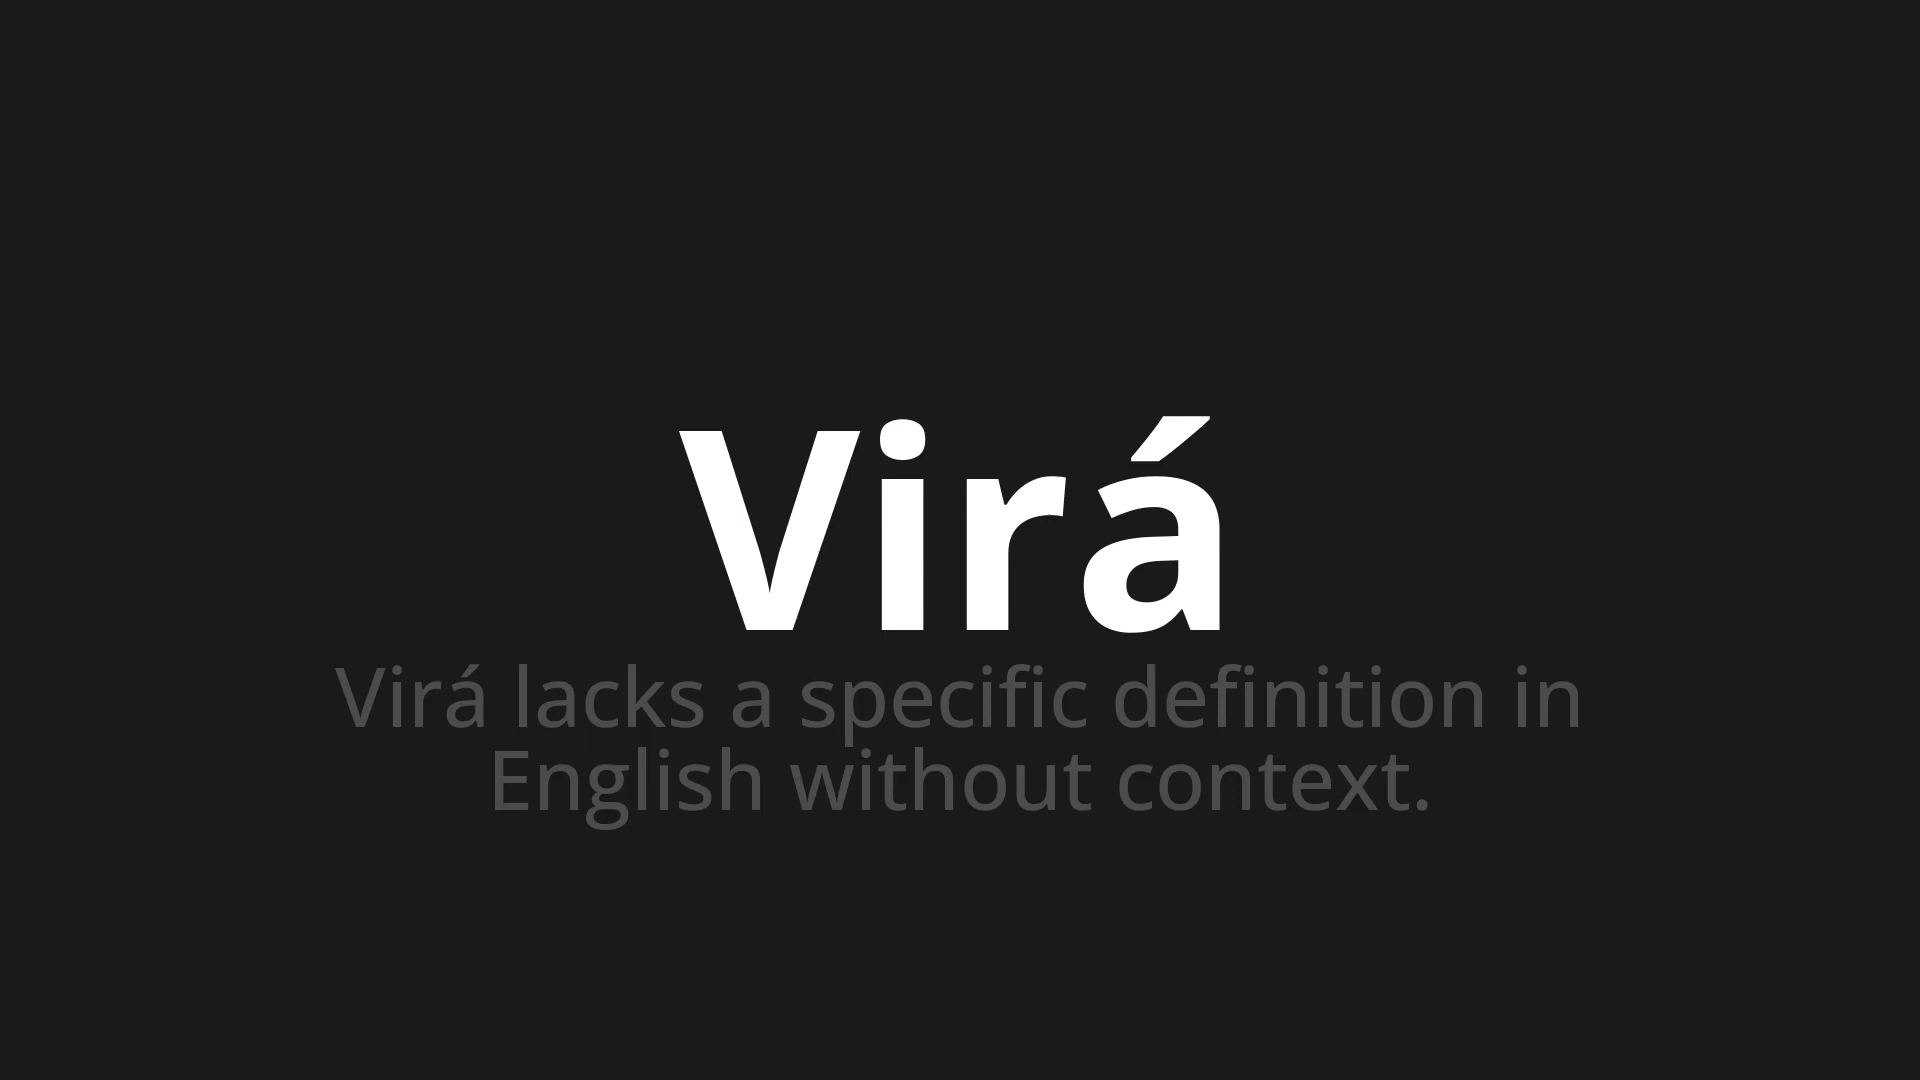 Virá
Virá lacks a specific definition in
English without context.